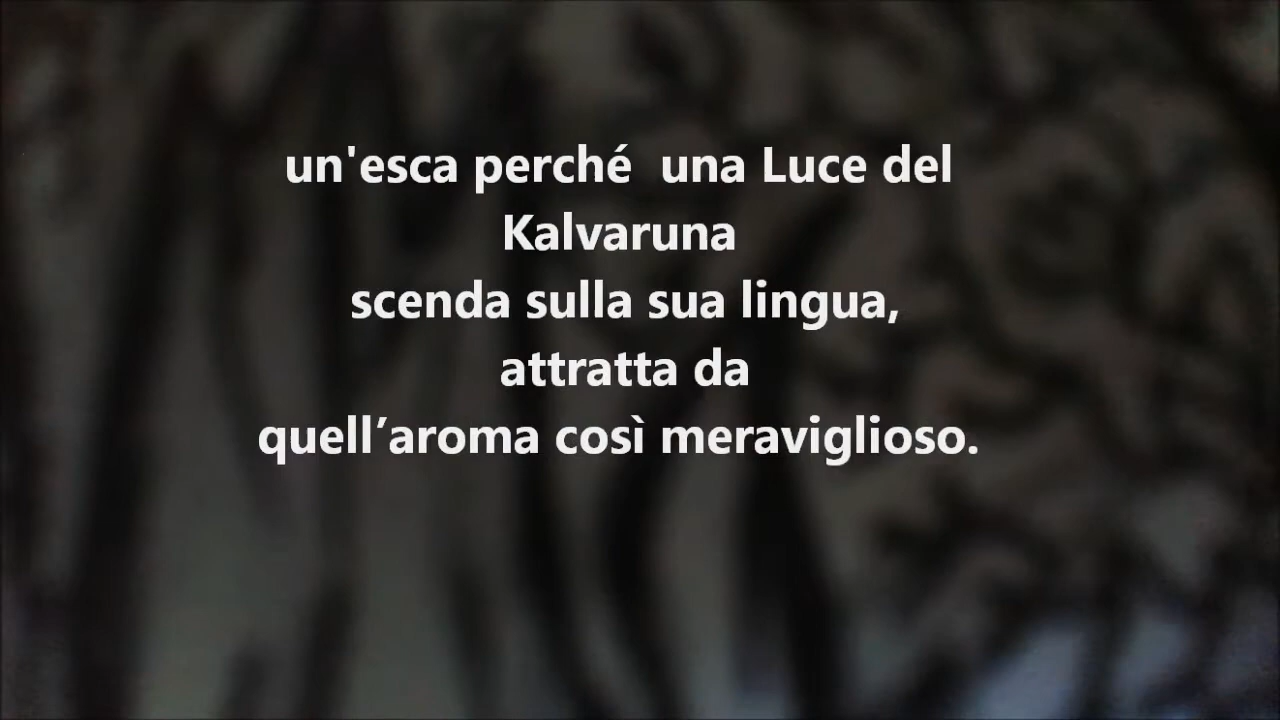 un'esca perché  una Luce del
Kalvaruna
scenda sulla sua lingua,
attratta da
quell’aroma così meraviglioso.